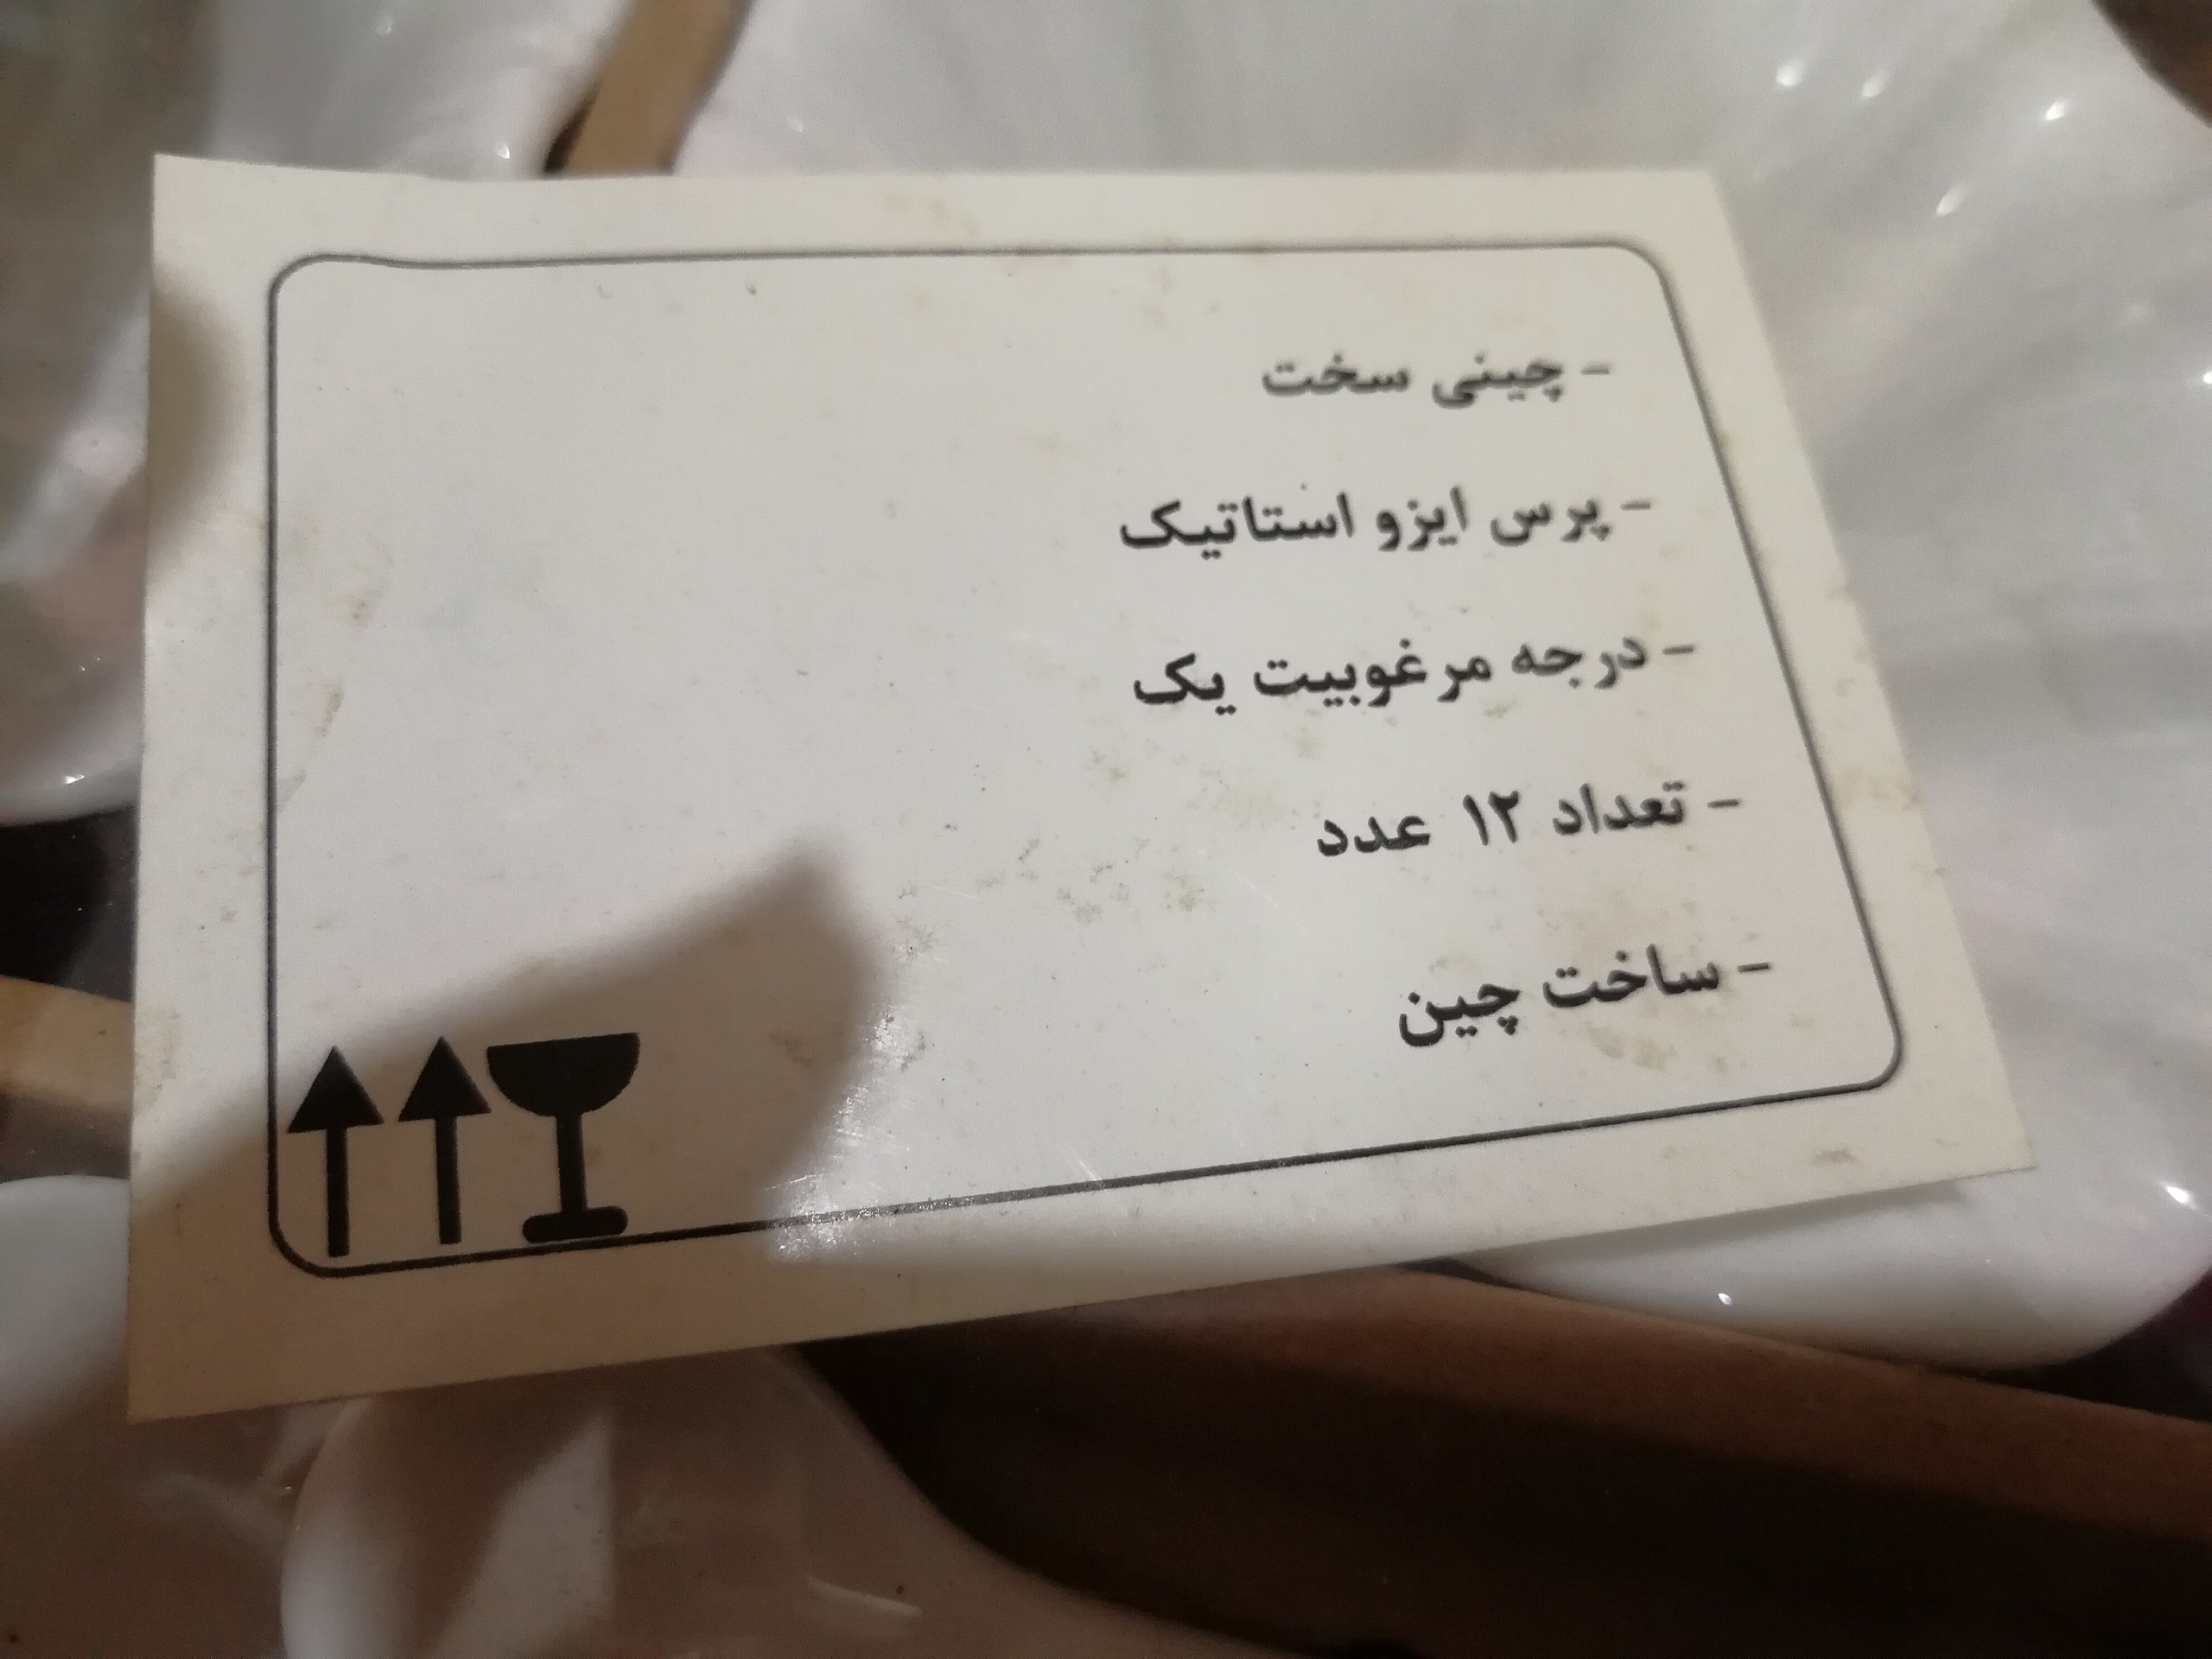 - چینی سخت
- پرس ایزو استاتیک
- درجه مرغوبیت یک
- تعداد ۱۲ عدد
- ساخت چین